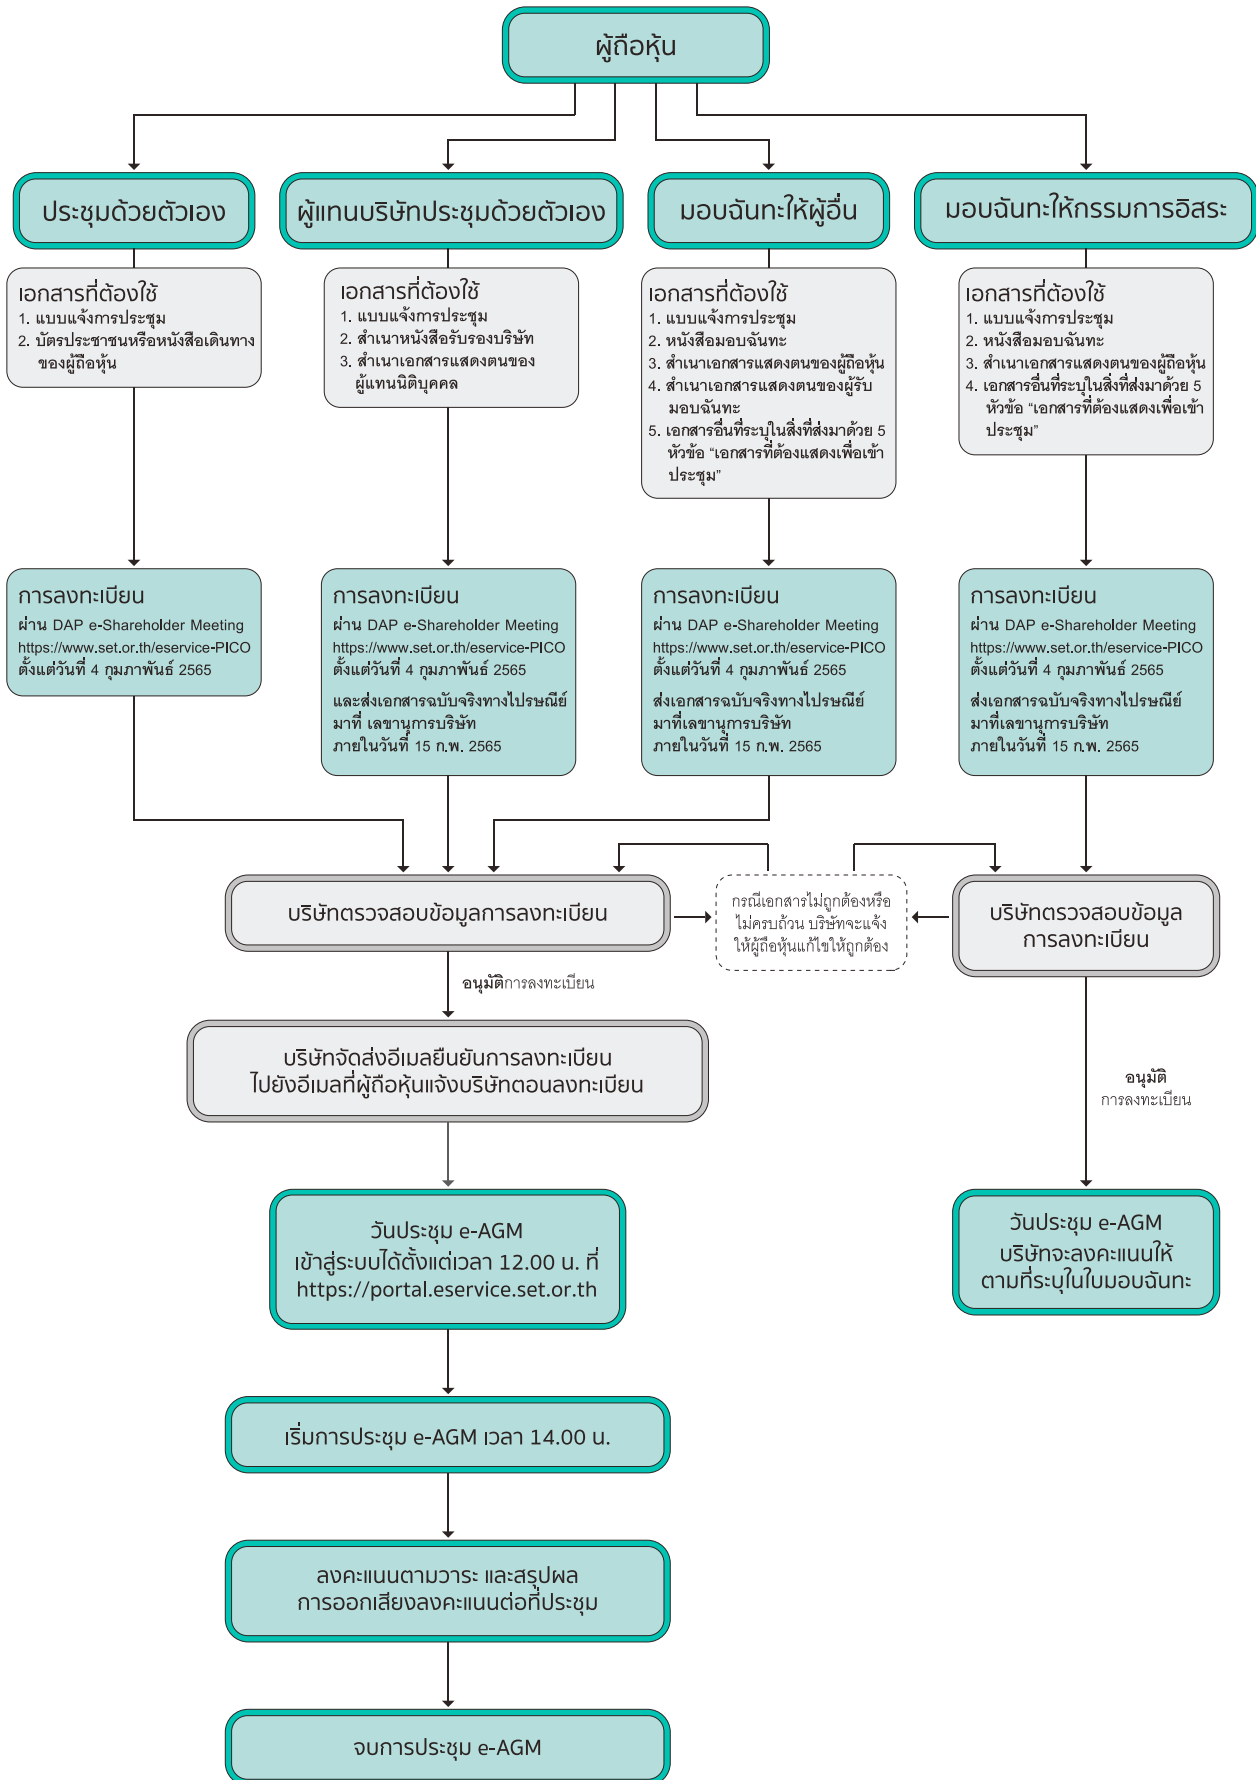 ผู้ถือหุ้น
ประชุมด้วยตัวเอง
ผู้แทนบริษัทประชุมด้วยตัวเอง
มอบฉันทะให้ผู้อื่น
มอบฉันทะให้กรรมการอิสระ
เอกสารที่ต้องใช้
1. แบบแจ้งการประชุม
2. บัตรประชาชนหรือหนังสือเดินทาง
ของผู้ถือหุ้น
เอกสารที่ต้องใช้
1. แบบแจ้งการประชุม
2. สำเนาหนังสือรับรองบริษัท
3. สำเนาเอกสารแสดงตนของ
ผู้แทนนิติบุคคล
เอกสารที่ต้องใช้
1. แบบแจ้งการประชุม
2. หนังสือมอบฉันทะ
3. สำเนาเอกสารแสดงตนของผู้ถือหุ้น
4. สำเนาเอกสารแสดงตนของผู้รับ
มอบฉันทะ
5. เอกสารอื่นที่ระบุในสิ่งที่ส่งมาด้วย 5
หัวข้อ “เอกสารที่ต้องแสดงเพื่อเข้า
ประชุม”
เอกสารที่ต้องใช้
1. แบบแจ้งการประชุม
2. หนังสือมอบฉันทะ
3. สำเนาเอกสารแสดงตนของผู้ถือหุ้น
4. เอกสารอื่นที่ระบุในสิ่งที่ส่งมาด้วย 5
หัวข้อ “เอกสารที่ต้องแสดงเพื่อเข้า
ประชุม”
การลงทะเบียน
ผ่าน DAP e-Shareholder Meeting
https://www.set.or.th/eservice-PICO
ตั้งแต่วันที่ 4 กุมภาพันธ์ 2565
การลงทะเบียน
ผ่าน DAP e-Shareholder Meeting
https://www.set.or.th/eservice-PICO
ตั้งแต่วันที่ 4 กุมภาพันธ์ 2565
และส่งเอกสารฉบับจริงทางไปรษณีย์
มาที่ เลขานุการบริษัท
ภายในวันที่ 15 ก.พ. 2565
การลงทะเบียน
ผ่าน DAP e-Shareholder Meeting
https://www.set.or.th/eservice-PICO
ตั้งแต่วันที่ 4 กุมภาพันธ์ 2565
ส่งเอกสารฉบับจริงทางไปรษณีย์
มาที่เลขานุการบริษัท
ภายในวันที่ 15 ก.พ. 2565
การลงทะเบียน
ผ่าน DAP e-Shareholder Meeting
https://www.set.or.th/eservice-PICO
ตั้งแต่วันที่ 4 กุมภาพันธ์ 2565
ส่งเอกสารฉบับจริงทางไปรษณีย์
มาที่เลขานุการบริษัท
ภายในวันที่ 15 ก.พ. 2565
บริษัทตรวจสอบข้อมูลการลงทะเบียน
กรณีเอกสารไม่ถูกต้องหรือ
ไม่ครบถ้วน บริษัทจะแจ้ง
ให้ผู้ถือหุ้นแก้ไขให้ถูกต้อง
บริษัทตรวจสอบข้อมูล
การลงทะเบียน
อนุมัติการลงทะเบียน
บริษัทจัดส่งอีเมลยืนยันการลงทะเบียน
ไปยังอีเมลที่ผู้ถือหุ้นแจ้งบริษัทตอนลงทะเบียน
อนุมัติ
การลงทะเบียน
วันประชุม e-AGM
เข้าสู่ระบบได้ตั้งแต่เวลา 12.00 น. ที่
https://portal.eservice.set.or.th
วันประชุม e-AGM
บริษัทจะลงคะแนนให้
ตามที่ระบุในใบมอบฉันทะ
เริ่มการประชุม e-AGM เวลา 14.00 น.
ลงคะแนนตามวาระ และสรุปผล
การออกเสียงลงคะแนนต่อที่ประชุม
จบการประชุม e-AGM